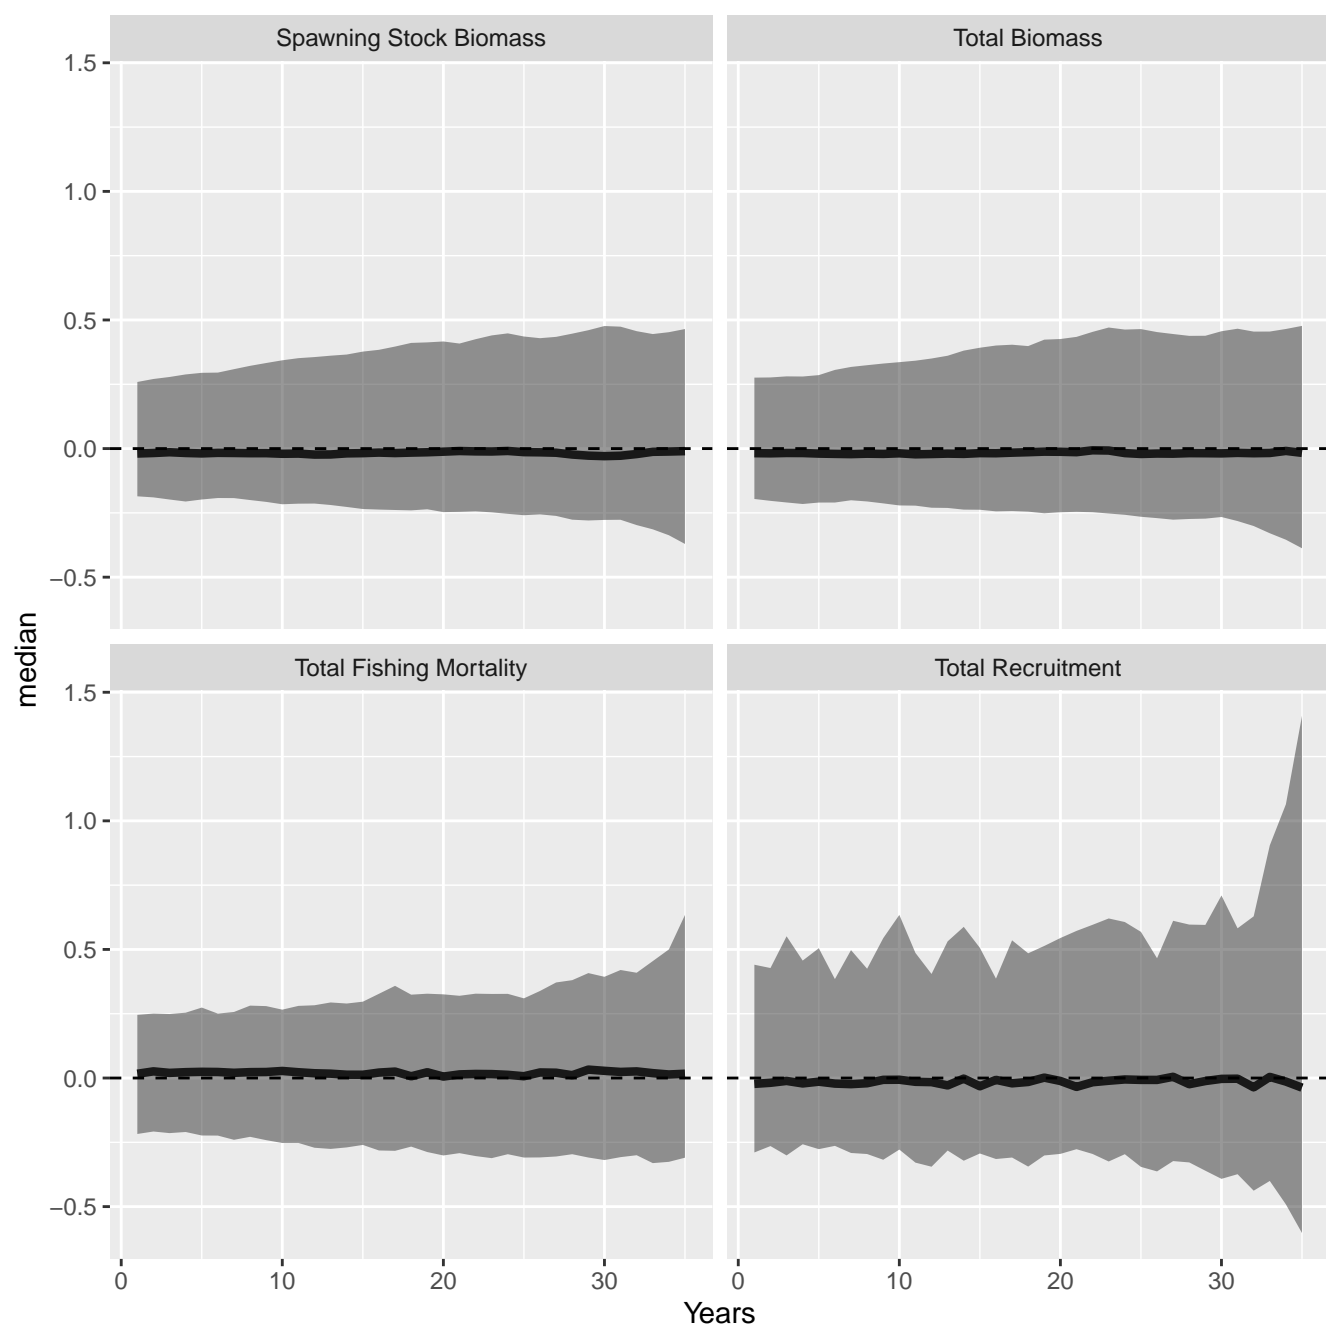 Spawning Stock Biomass
Total Biomass
1.5
1.0
0.5
0.0
−0.5
median
Total Fishing Mortality
Total Recruitment
1.5
1.0
0.5
0.0
−0.5
0 10 20 30
0 10 20 30
Years